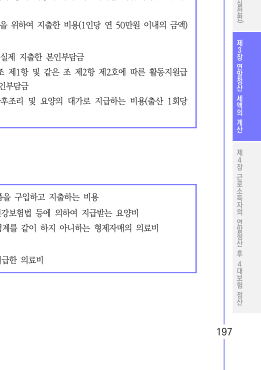 을 위하여 지출한 비용(1인당 연 50만원 이내의 금액)
실제 지출한 본인부담금
조 제1항 및 같은 조 제2항 제2호에 따른 활동지원급
인부담금
후조리 및 요양의 대가로 지급하는 비용(출산 1회당
품을 구입하고 지출하는 비용
건강보험법 등에 의하여 지급받는 요양비
생계를 같이 하지 아니하는 형제자매의 의료비
지급한 의료비
제3장 연말정산 세액의 계산
제4장 근로소득자의 연말정산 후 4대보험 정산
197